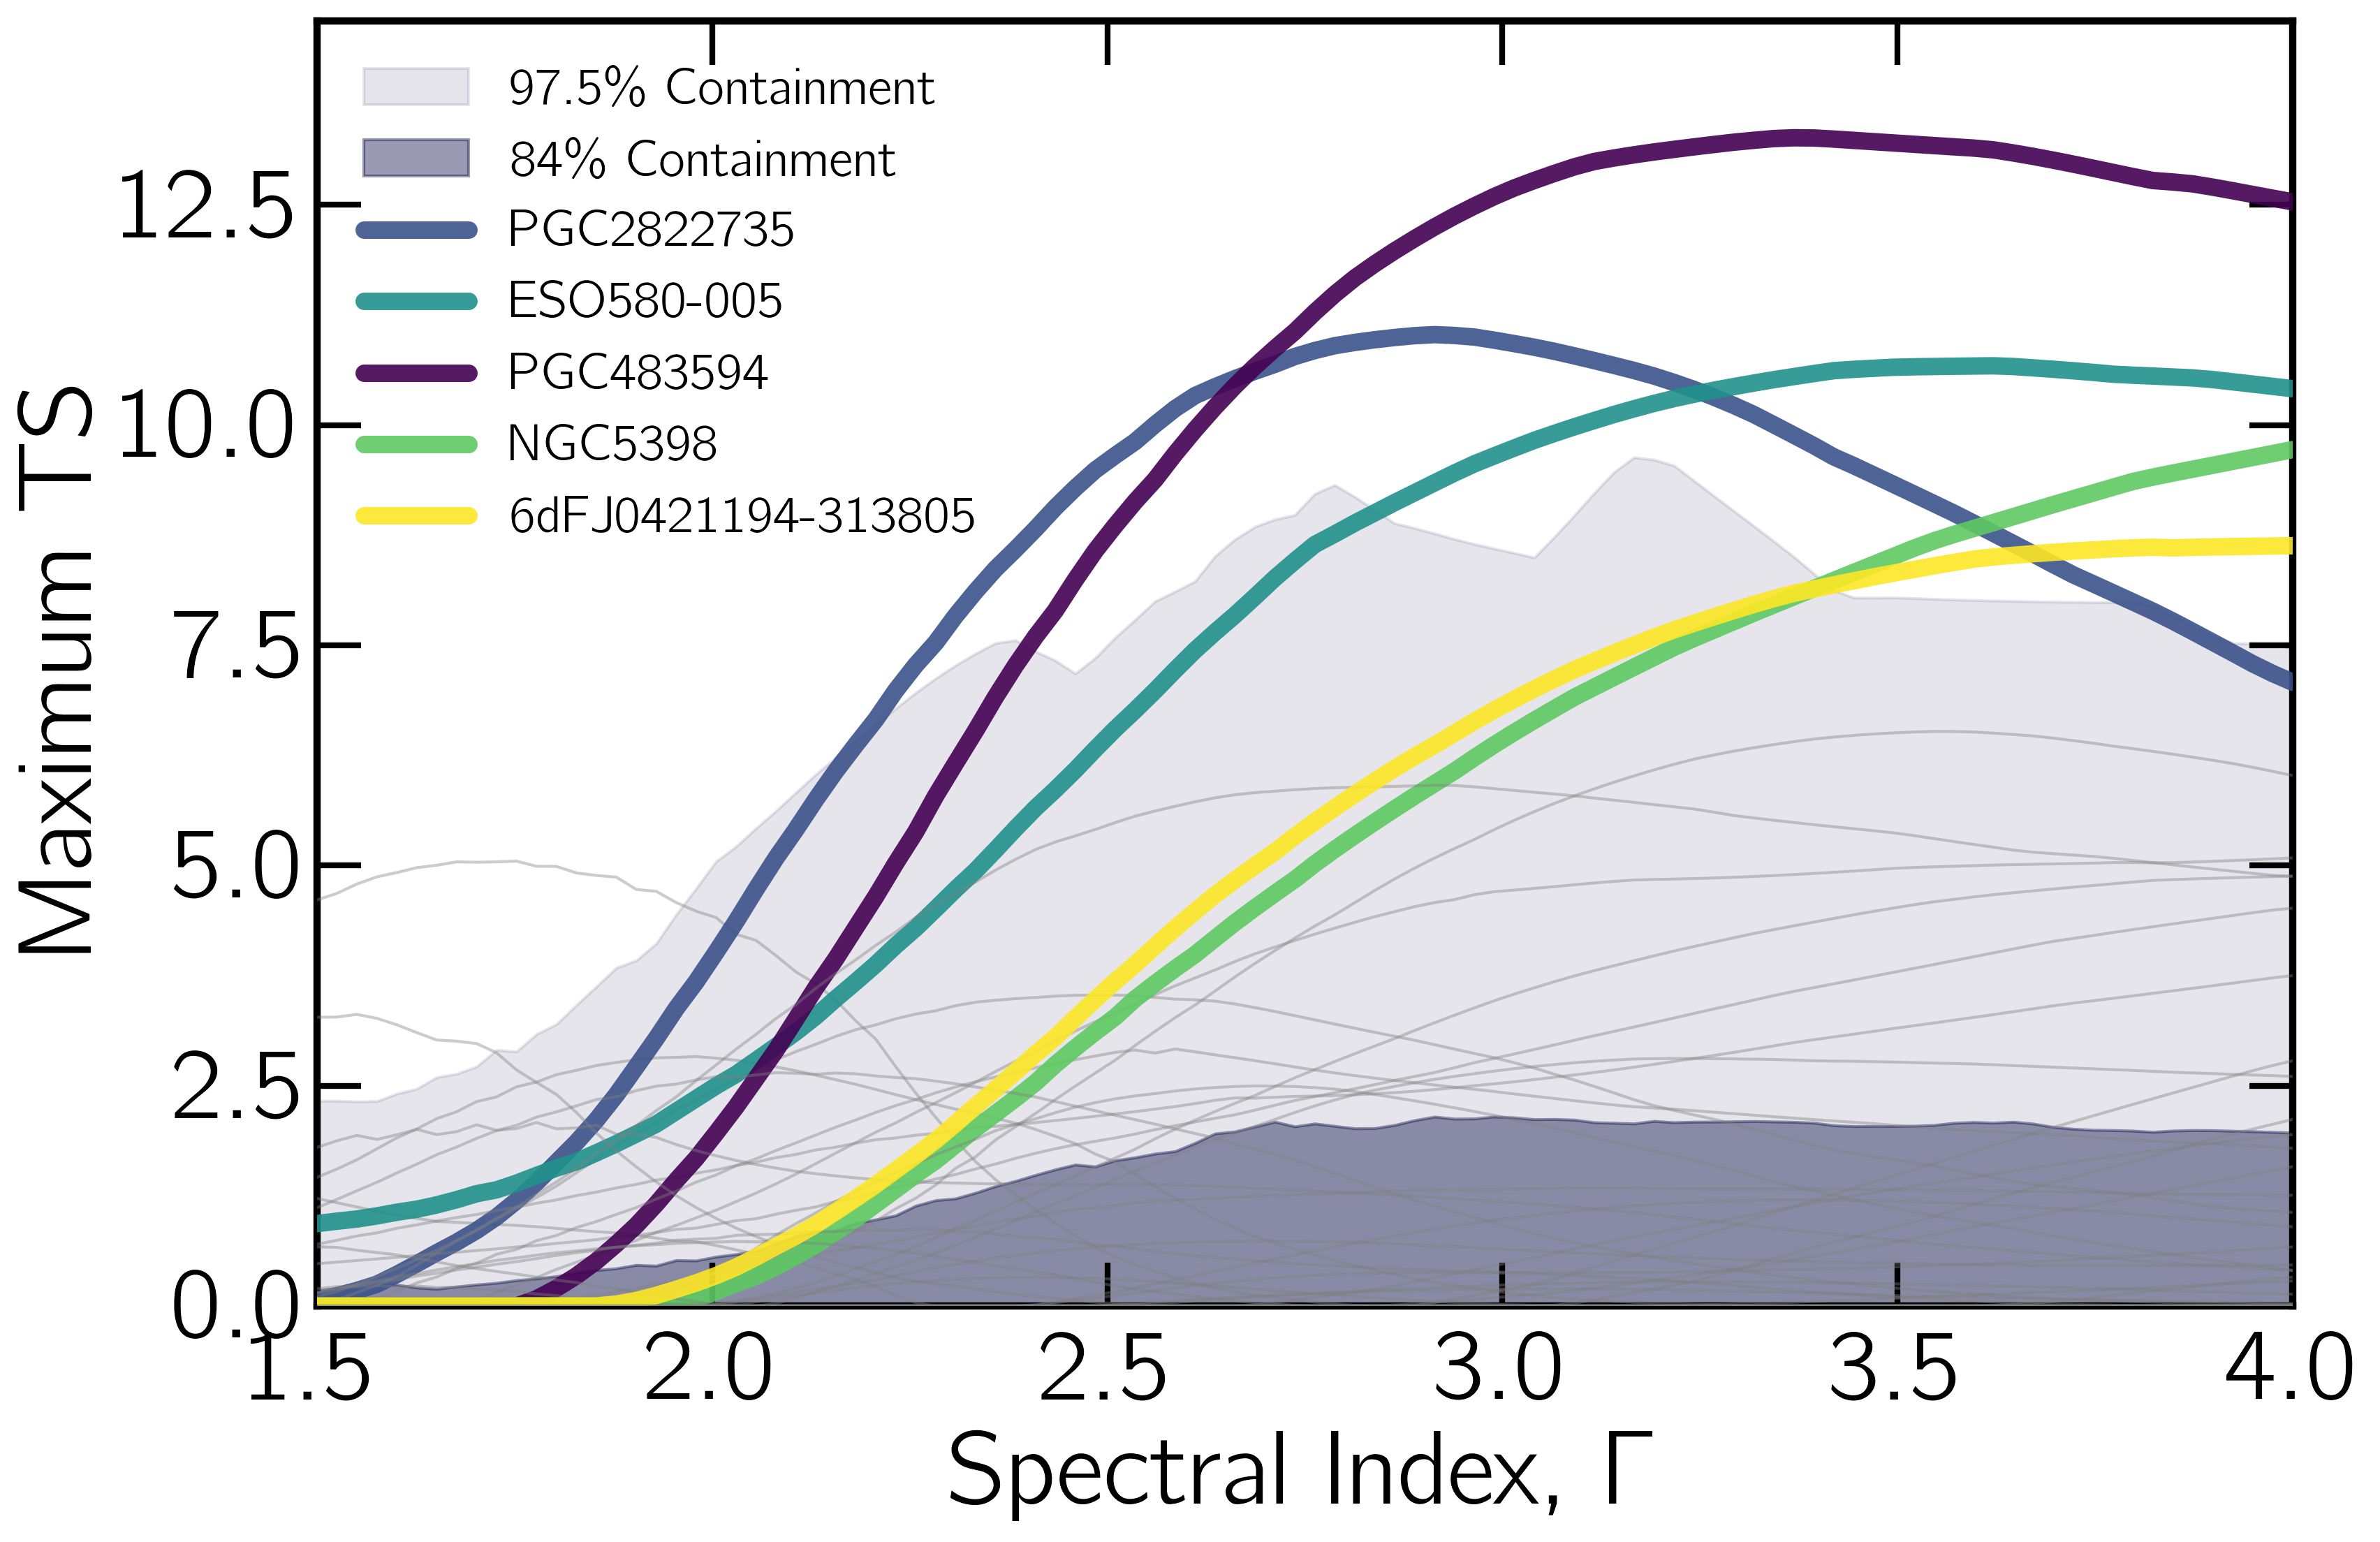 97.5% Containment
84% Containment
PGC2822735
ESO580-005
PGC483594
NGC5398
6dFJ0421194-313805
Maximum TS
12.5
10.0
7.5
5.0
2.5
0.0
1.5 2.0 2.5 3.0 3.5 4.0
Spectral Index, Γ